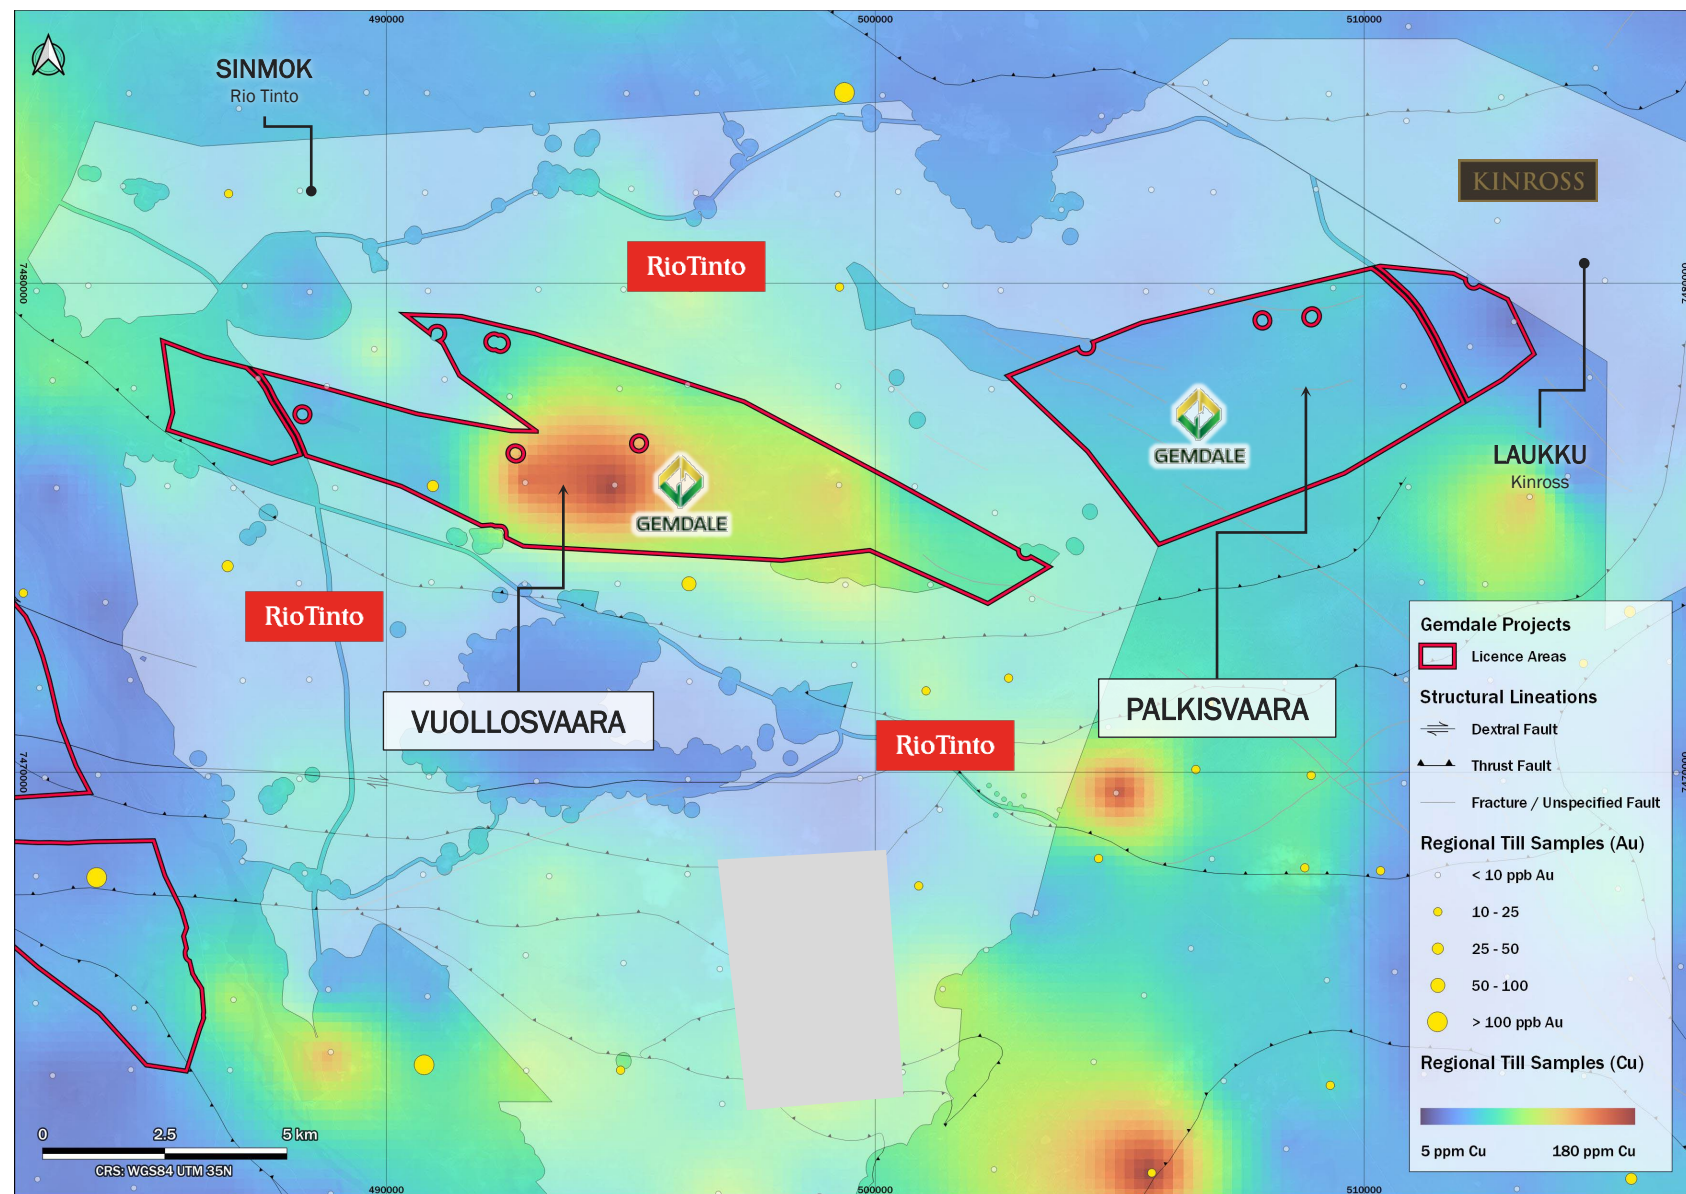 490000
500000
510000
SINMOK
Rio Tinto
KINROSS
RioTinto
7480000
7480000
GEMDALE
GEMDALE
LAUKKU
Kinross
RioTinto
VUOLLOSVAARA
PALKISVAARA
RioTinto
7470000
7470000
Gemdale Projects
Licence Areas
Structural Lineations
Dextral Fault
Thrust Fault
Fracture / Unspecified Fault
Regional Till Samples (Au)
< 10 ppb Au
10 - 25
25 - 50
50 - 100
> 100 ppb Au
Regional Till Samples (Cu)
5 ppm Cu 180 ppm Cu
0 2.5 5 km
CRS: WGS84 UTM 35N
490000
500000
510000